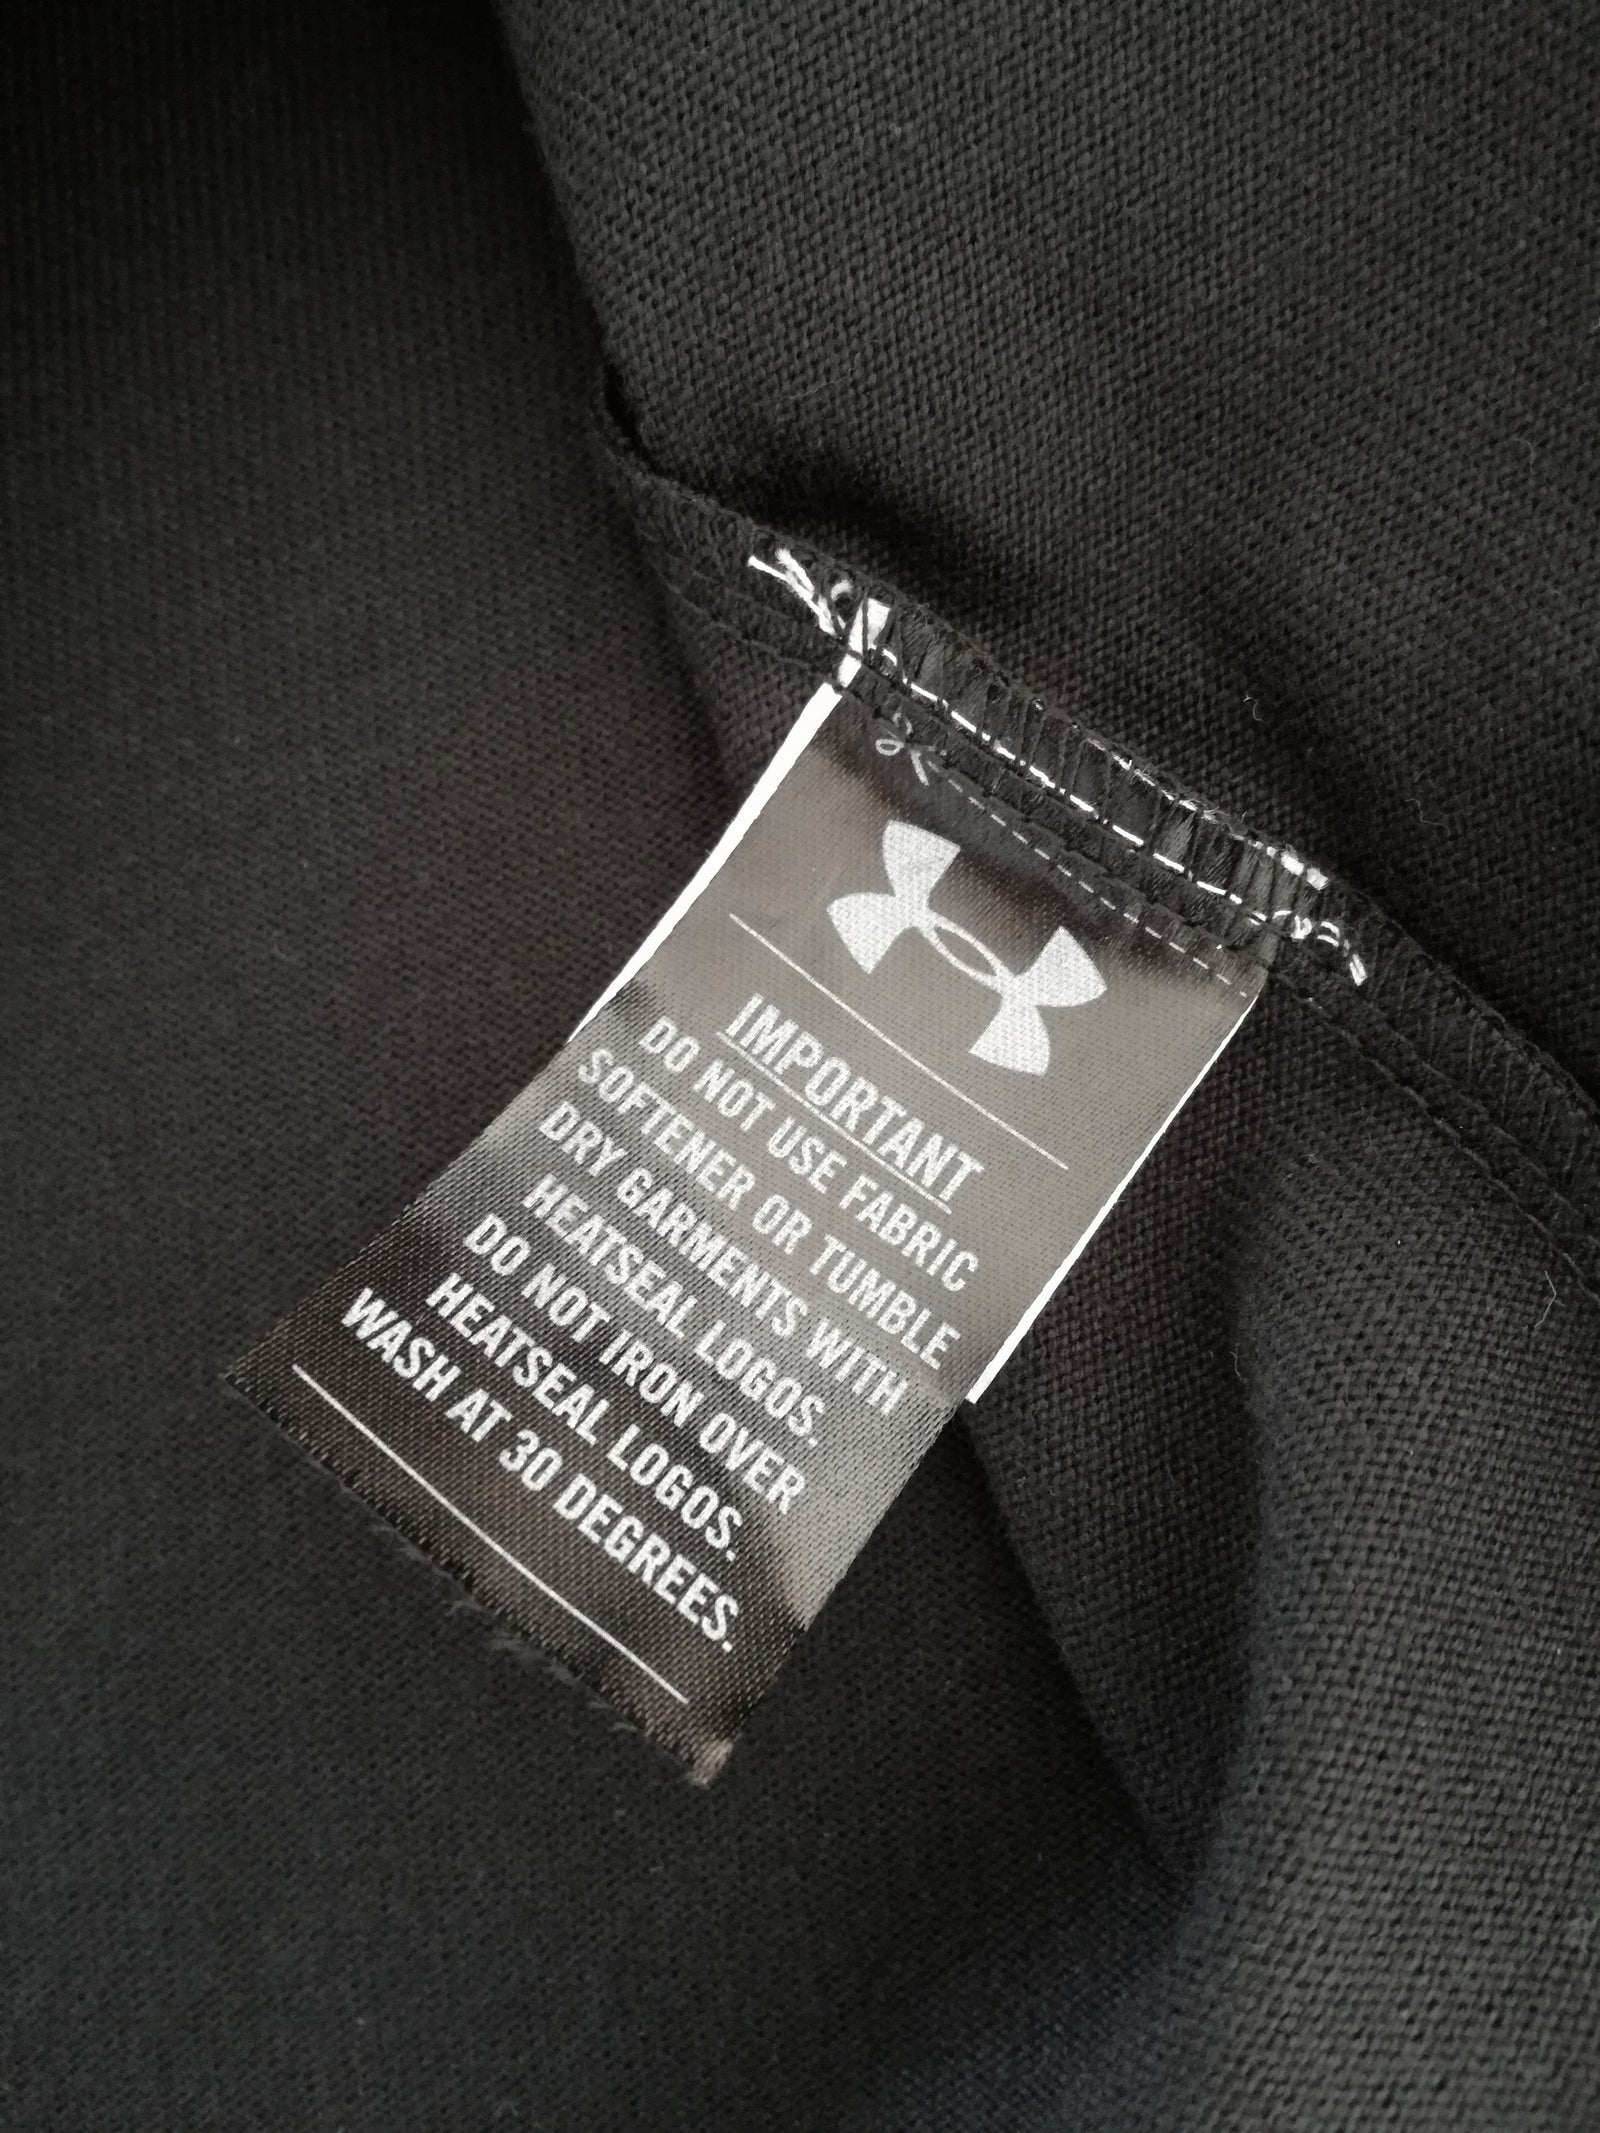 IMPORTANT
DO NOT USE FABRIC
SOFTENER OR TUMBLE
DRY GARMENTS WITH
HEATSEAL LOGOS.
DO NOT IRON OVER
HEATSEAL LOGOS.
WASH AT 30 DEGREES.